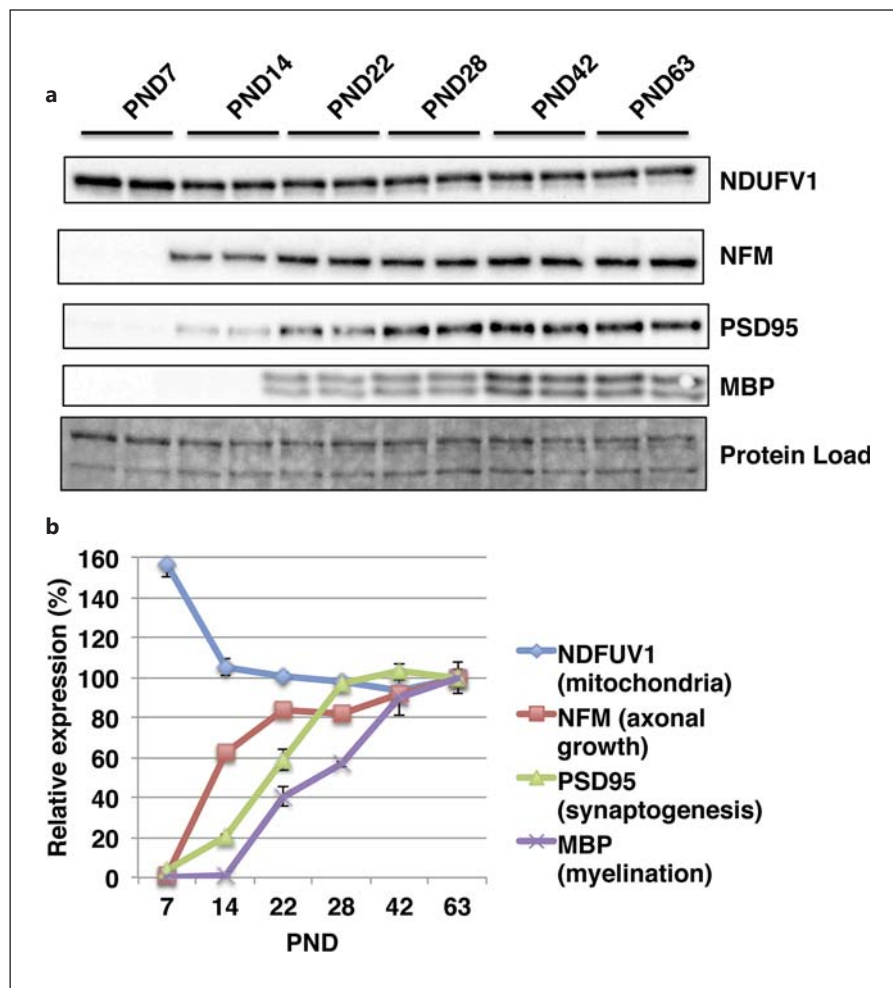 a
PND7 PND14 PND22 PND28 PND42 PND63
NDUFV1
NFM
PSD95
MBP
Protein Load
b
Relative expression (%)
160
140
120
100
80
60
40
20
0
7 14 22 28 42 63
PND
NDFUV1
(mitochondria)
NFM (axonal
growth)
PSD95
(synaptogenesis)
MBP
(myelination)